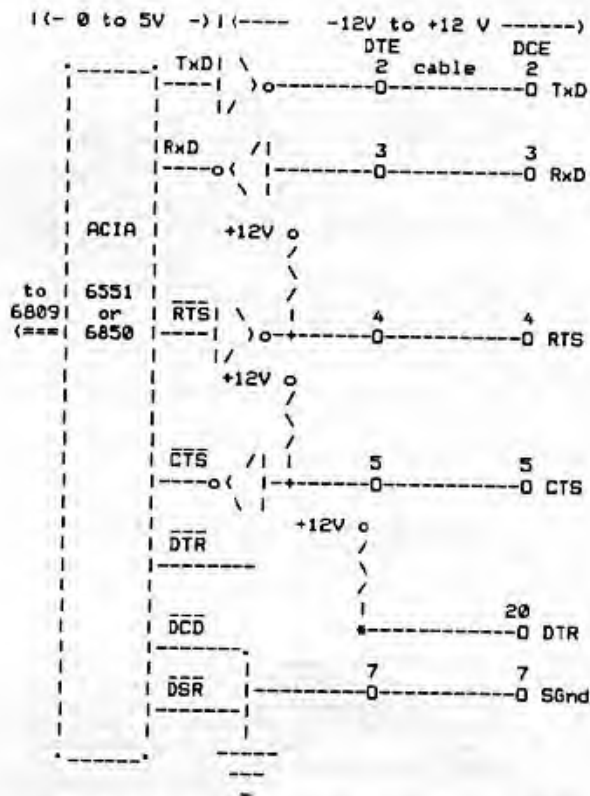 |<- 0 to 5V ->|<---- -12V to +12 V ------>
DTE DCE
TxD 2 cable 2
TxD
RxD 3 3
RxD
ACIA +12V
to 6551 RTS 4 4
6809 or RTS
<=== 6850
+12V
CTS 5 5
CTS
+12V
DTR
20
DTR
DCD
DSR 7 7
SGnd